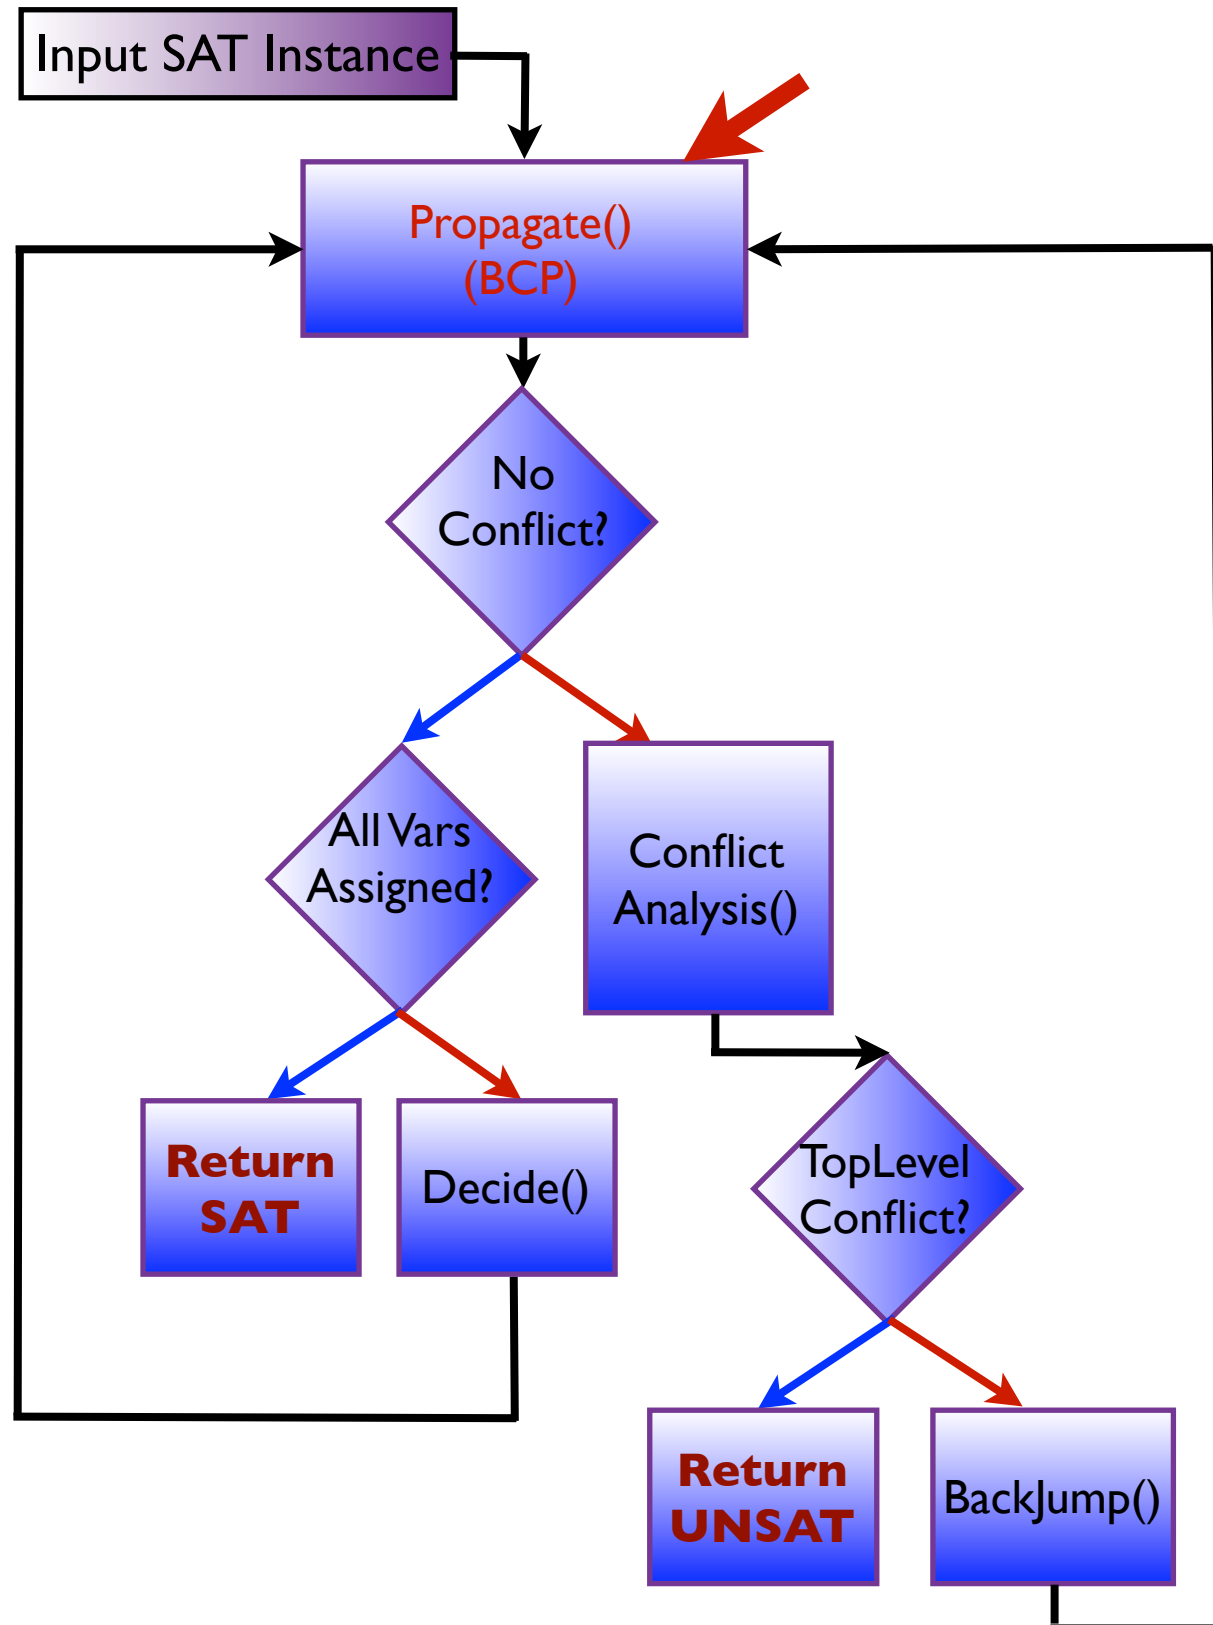 Input SAT Instance
Propagate()
(BCP)
No
Conflict?
All Vars
Assigned?
Conflict
Analysis()
Return
SAT
Decide()
TopLevel
Conflict?
Return
UNSAT
BackJump()